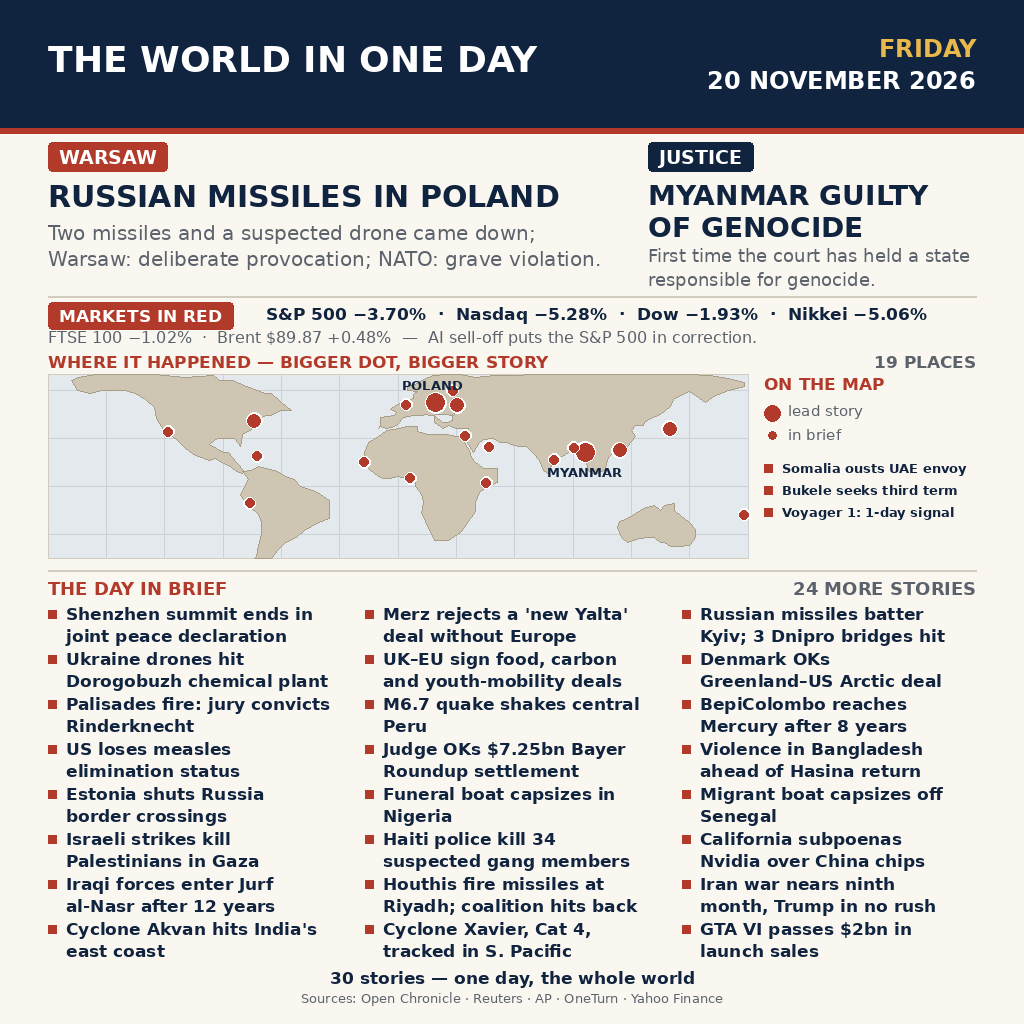 THE WORLD IN ONE DAY
FRIDAY
20 NOVEMBER 2026
WARSAW
RUSSIAN MISSILES IN POLAND
Two missiles and a suspected drone came down;
Warsaw: deliberate provocation; NATO: grave violation.
JUSTICE
MYANMAR GUILTY
OF GENOCIDE
First time the court has held a state
responsible for genocide.
MARKETS IN RED
S&P 500 −3.70%  ·  Nasdaq −5.28%  ·  Dow −1.93%  ·  Nikkei −5.06%
FTSE 100 −1.02%  ·  Brent $89.87 +0.48%  —  AI sell-off puts the S&P 500 in correction.
WHERE IT HAPPENED — BIGGER DOT, BIGGER STORY
19 PLACES
POLAND
MYANMAR
ON THE MAP
lead story
in brief
Somalia ousts UAE envoy
Bukele seeks third term
Voyager 1: 1-day signal
THE DAY IN BRIEF
24 MORE STORIES
Shenzhen summit ends in
joint peace declaration
Ukraine drones hit
Dorogobuzh chemical plant
Palisades fire: jury convicts
Rinderknecht
US loses measles
elimination status
Estonia shuts Russia
border crossings
Israeli strikes kill
Palestinians in Gaza
Iraqi forces enter Jurf
al-Nasr after 12 years
Cyclone Akvan hits India's
east coast
Merz rejects a 'new Yalta'
deal without Europe
UK–EU sign food, carbon
and youth-mobility deals
M6.7 quake shakes central
Peru
Judge OKs $7.25bn Bayer
Roundup settlement
Funeral boat capsizes in
Nigeria
Haiti police kill 34
suspected gang members
Houthis fire missiles at
Riyadh; coalition hits back
Cyclone Xavier, Cat 4,
tracked in S. Pacific
Russian missiles batter
Kyiv; 3 Dnipro bridges hit
Denmark OKs
Greenland–US Arctic deal
BepiColombo reaches
Mercury after 8 years
Violence in Bangladesh
ahead of Hasina return
Migrant boat capsizes off
Senegal
California subpoenas
Nvidia over China chips
Iran war nears ninth
month, Trump in no rush
GTA VI passes $2bn in
launch sales
30 stories — one day, the whole world
Sources: Open Chronicle · Reuters · AP · OneTurn · Yahoo Finance